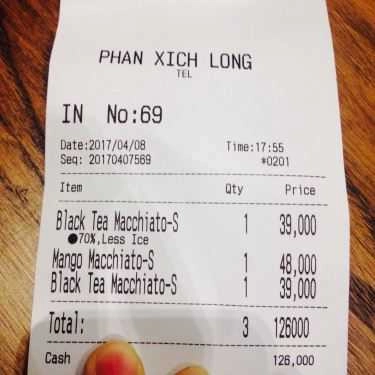 PHAN XICH LONG
TEL
IN No:69
Date:2017/04/08 Time:17:55
Seq: 20170407569 *0201
Item Qty Price
Black Tea Macchiato-S 1 39,000
●70%,Less Ice
Mango Macchiato-S 1 48,000
Black Tea Macchiato-S 1 39,000
Total: 3 126000
Cash 126,000